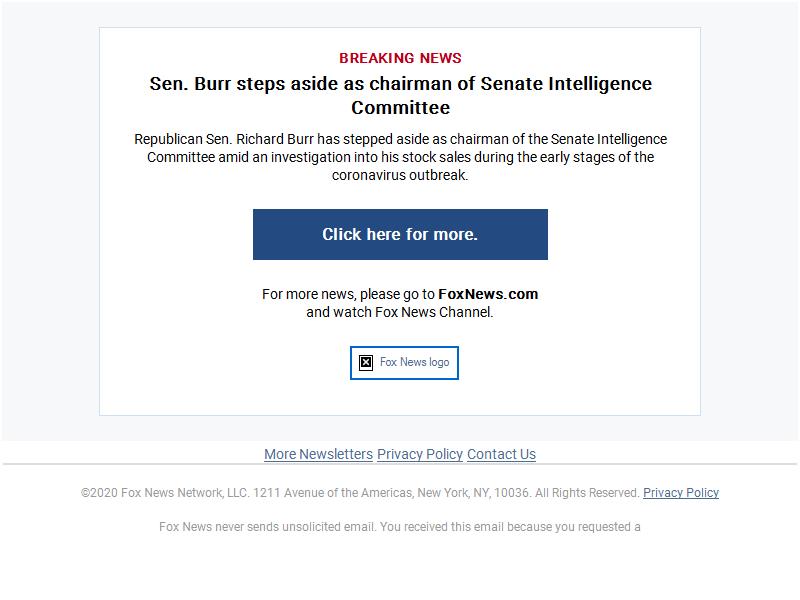 BREAKING NEWS
Sen. Burr steps aside as chairman of Senate Intelligence
Committee
Republican Sen. Richard Burr has stepped aside as chairman of the Senate Intelligence
Committee amid an investigation into his stock sales during the early stages of the
coronavirus outbreak.
Click here for more.
For more news, please go to FoxNews.com
and watch Fox News Channel.
Fox News logo
More Newsletters Privacy Policy Contact Us
©2020 Fox News Network, LLC. 1211 Avenue of the Americas, New York, NY, 10036. All Rights Reserved. Privacy Policy
Fox News never sends unsolicited email. You received this email because you requested a